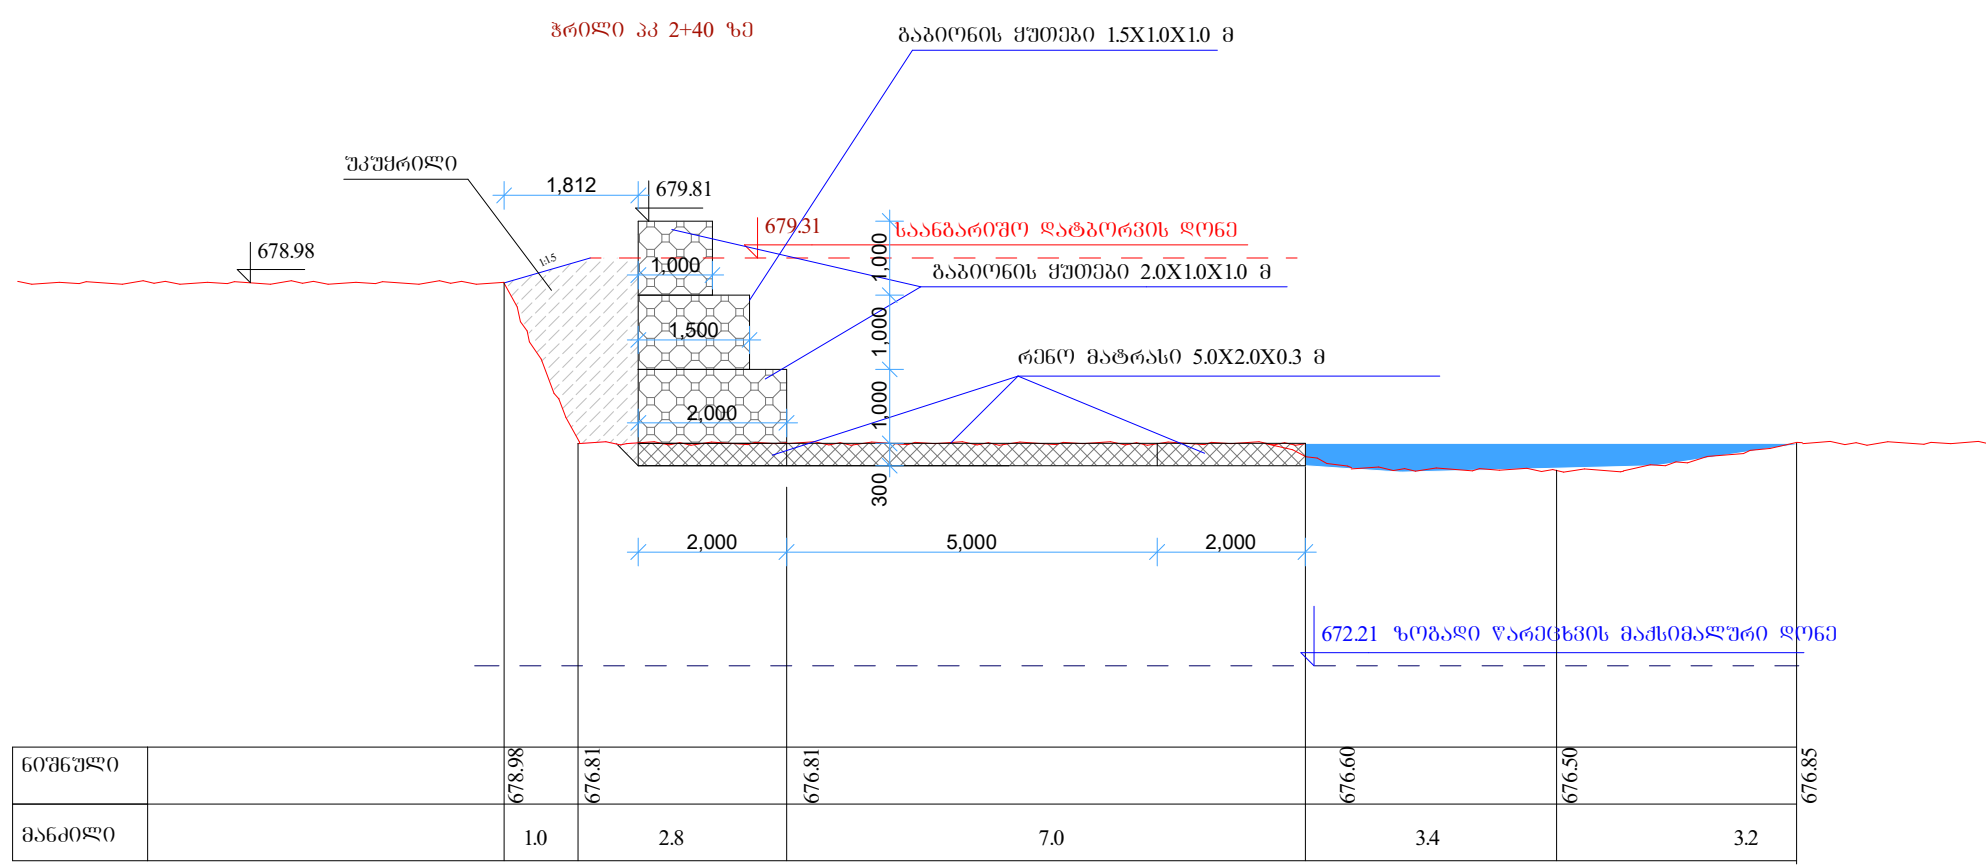 ჭრილი პკ 2+40 ზე
გაბიონის ყუთები 1.5X1.0X1.0 მ
უკუყრილი
1,812
679.81
678.98
679.31
საანგარიშო დატბორვის დონე
1:1.5
1,000
1,000
გაბიონის ყუთები 2.0X1.0X1.0 მ
1,500
1,000
რენო მატრასი 5.0X2.0X0.3 მ
2,000
1,000
300
2,000
5,000
2,000
672.21 ზოგადი წარეცხვის მაქსიმალური დონე
ნიშნული
678.98
676.81
676.81
676.60
676.50
676.85
მანძილი
1.0
2.8
7.0
3.4
3.2